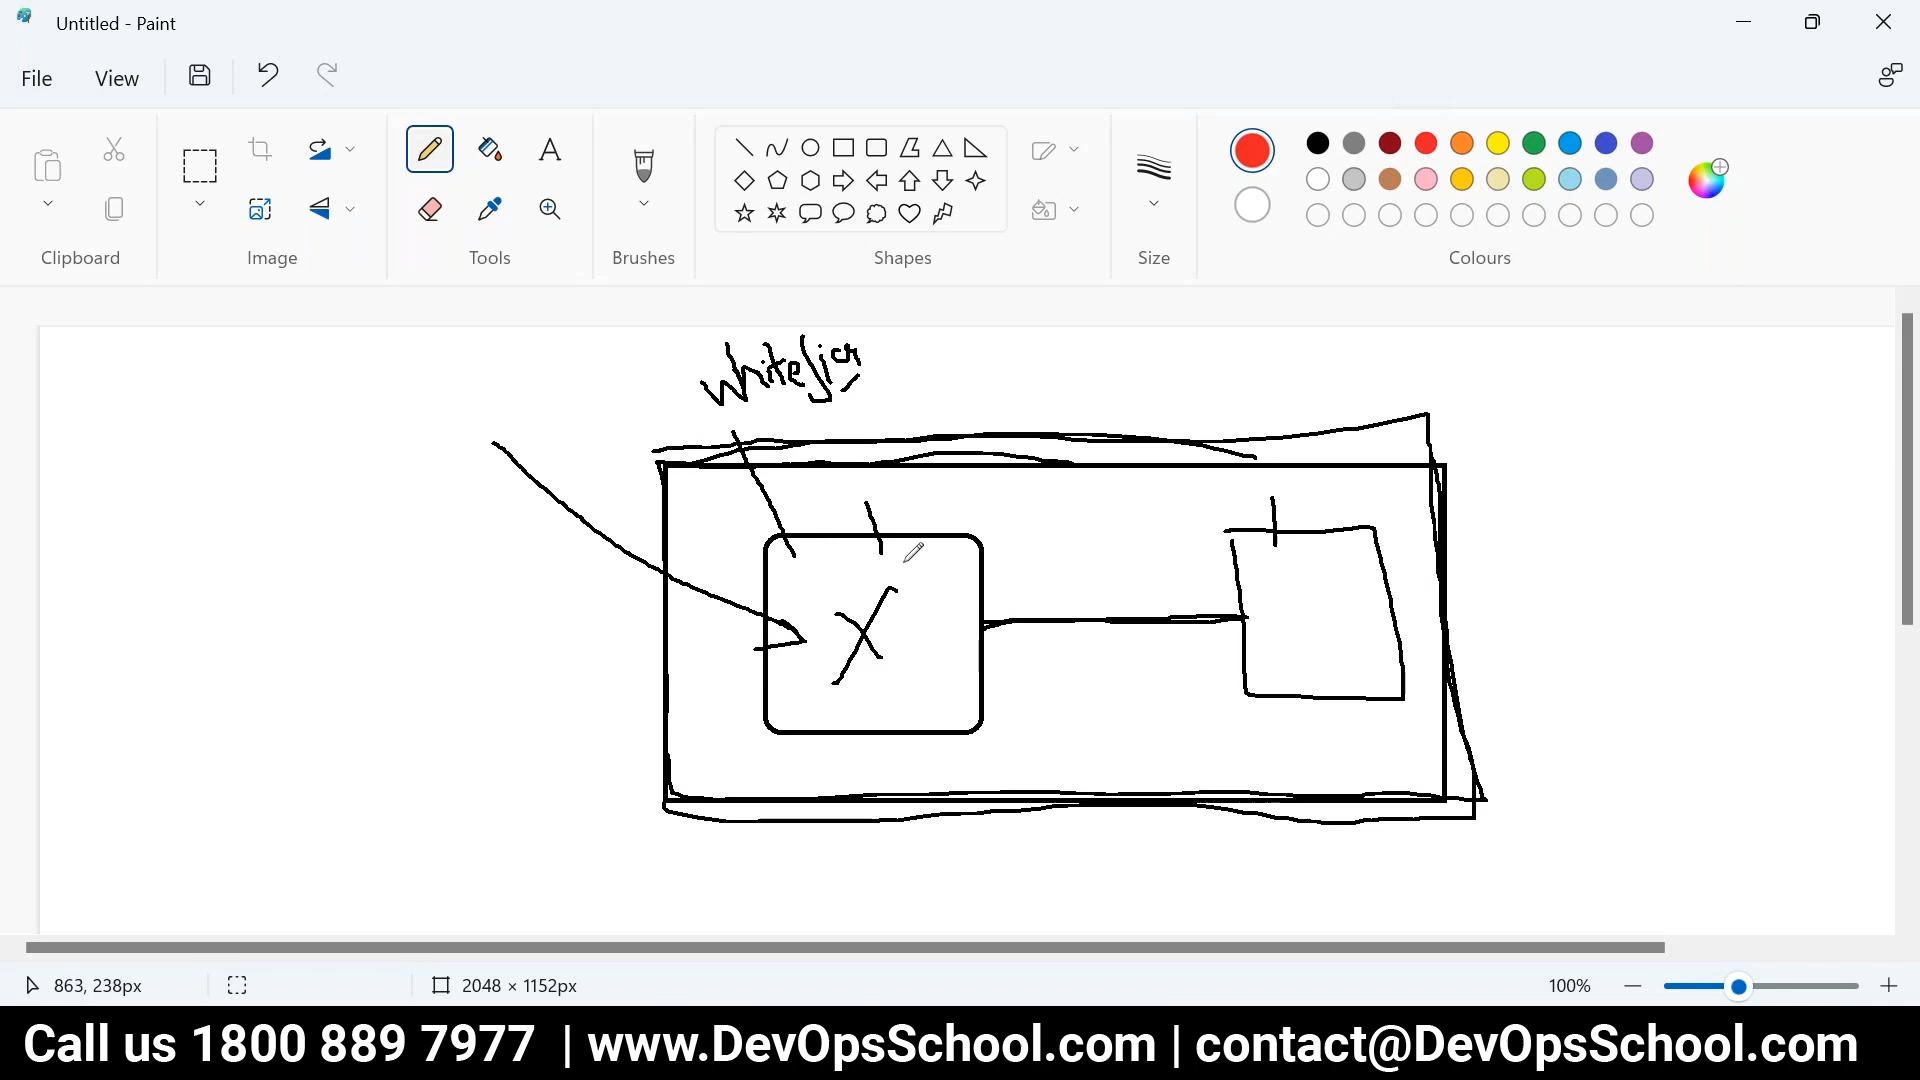 Untitled - Paint
File View
Clipboard
Image
Tools
Brushes
Shapes
Size
Colours
X
863, 238px
2048 × 1152px
100%
Call us 1800 889 7977 | www.DevOpsSchool.com | contact@DevOpsSchool.com